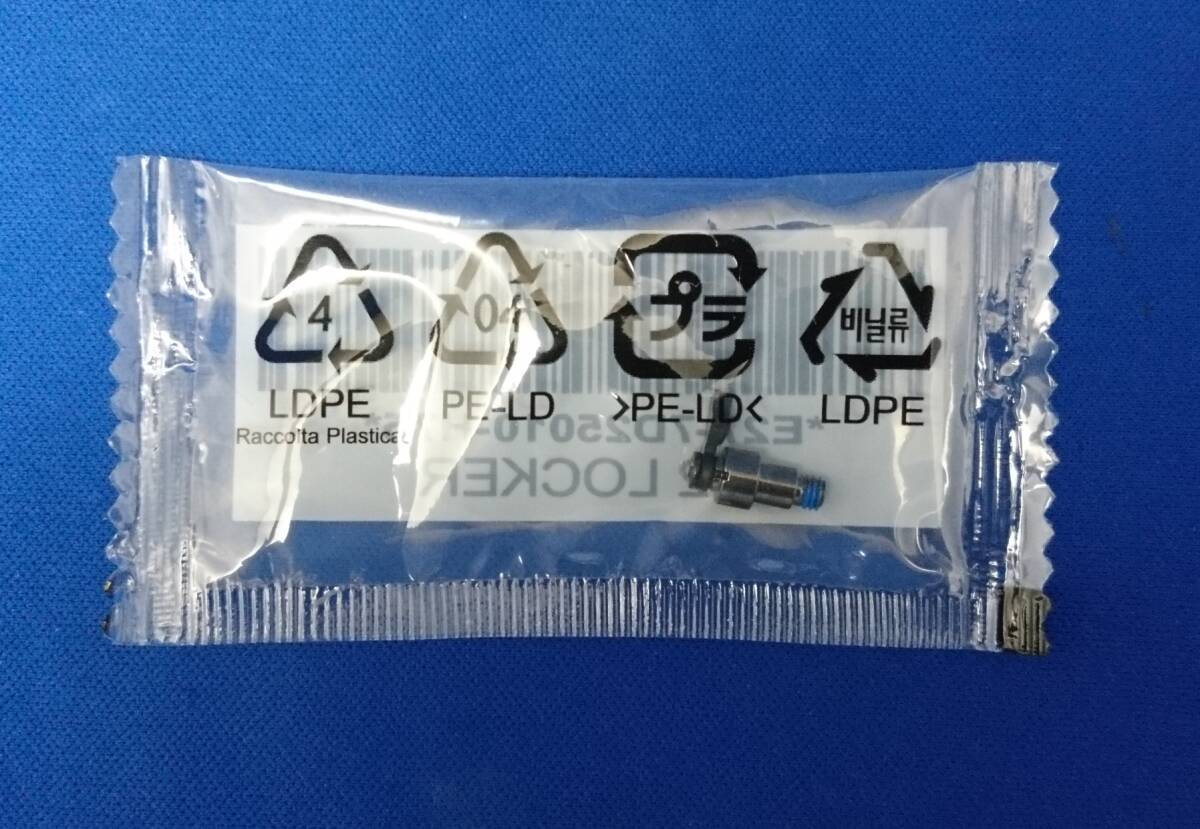 4
04
プラ
비닐류
LDPE
PE-LD
>PE-LD<
LDPE
Raccolta Plastica
LOCKER